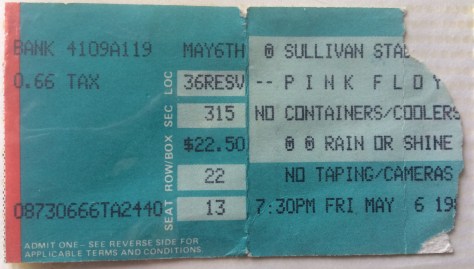 BANK 4109A119 MAY6TH @ SULLIVAN STA
0.66 TAX 36RESV -- PINK FLOY
315 NO CONTAINERS/COOLERS
$22.50 @ @ RAIN OR SHINE
22 NO TAPING/CAMERAS
08730666TA2440 13 7:30PM FRI MAY 6 19
SEAT ROW/BOX SEC LOC
ADMIT ONE - SEE REVERSE SIDE FOR
APPLICABLE TERMS AND CONDITIONS